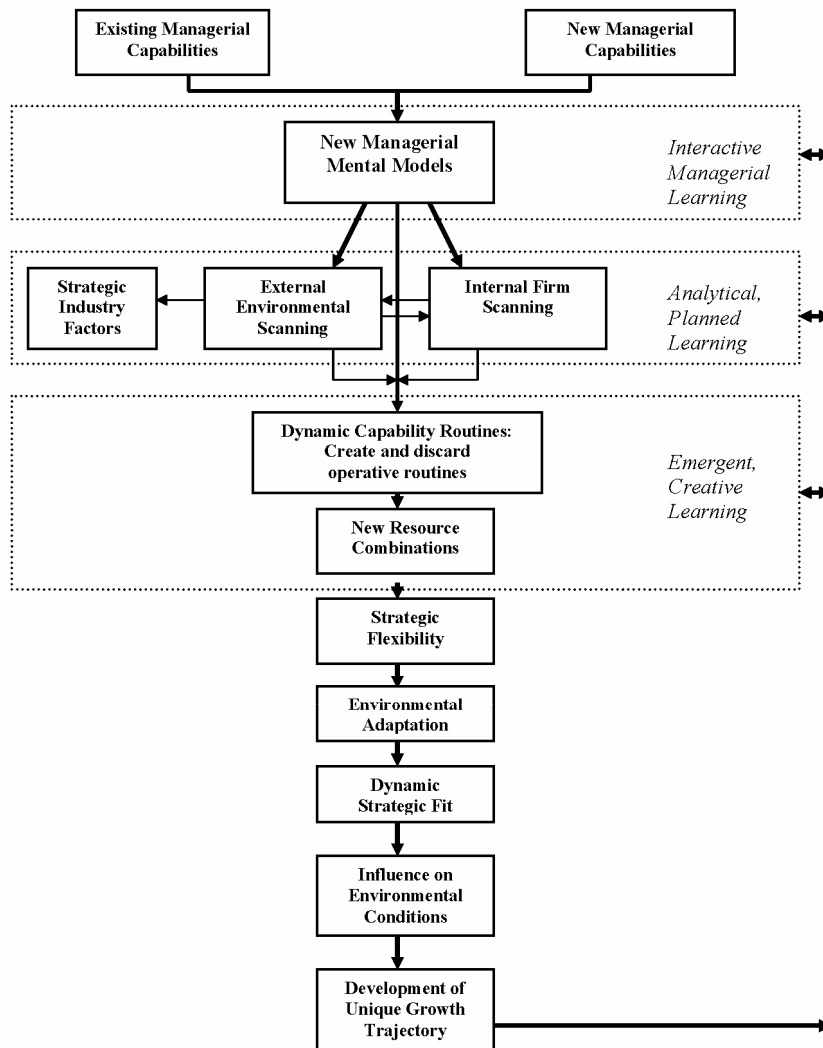 Existing Managerial
Capabilities
New Managerial
Capabilities
New Managerial
Mental Models
Interactive
Managerial
Learning
Strategic
Industry
Factors
External
Environmental
Scanning
Internal Firm
Scanning
Analytical,
Planned
Learning
Dynamic Capability Routines:
Create and discard
operative routines
Emergent,
Creative
Learning
New Resource
Combinations
Strategic
Flexibility
Environmental
Adaptation
Dynamic
Strategic Fit
Influence on
Environmental
Conditions
Development of
Unique Growth
Trajectory